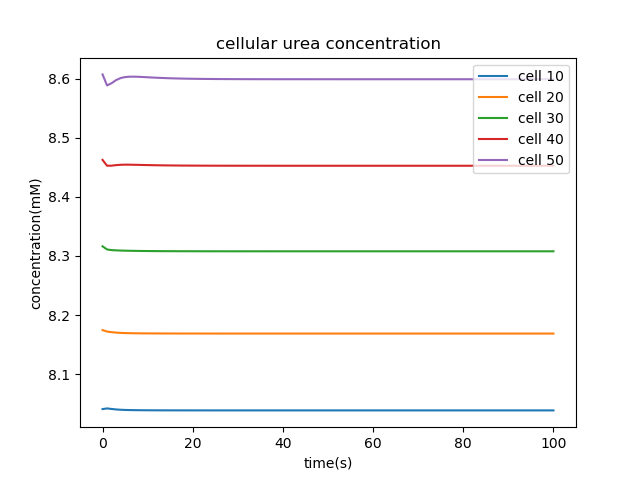 cellular urea concentration
cell 10
cell 20
cell 30
cell 40
cell 50
concentration(mM)
8.6
8.5
8.4
8.3
8.2
8.1
0 20 40 60 80 100
time(s)